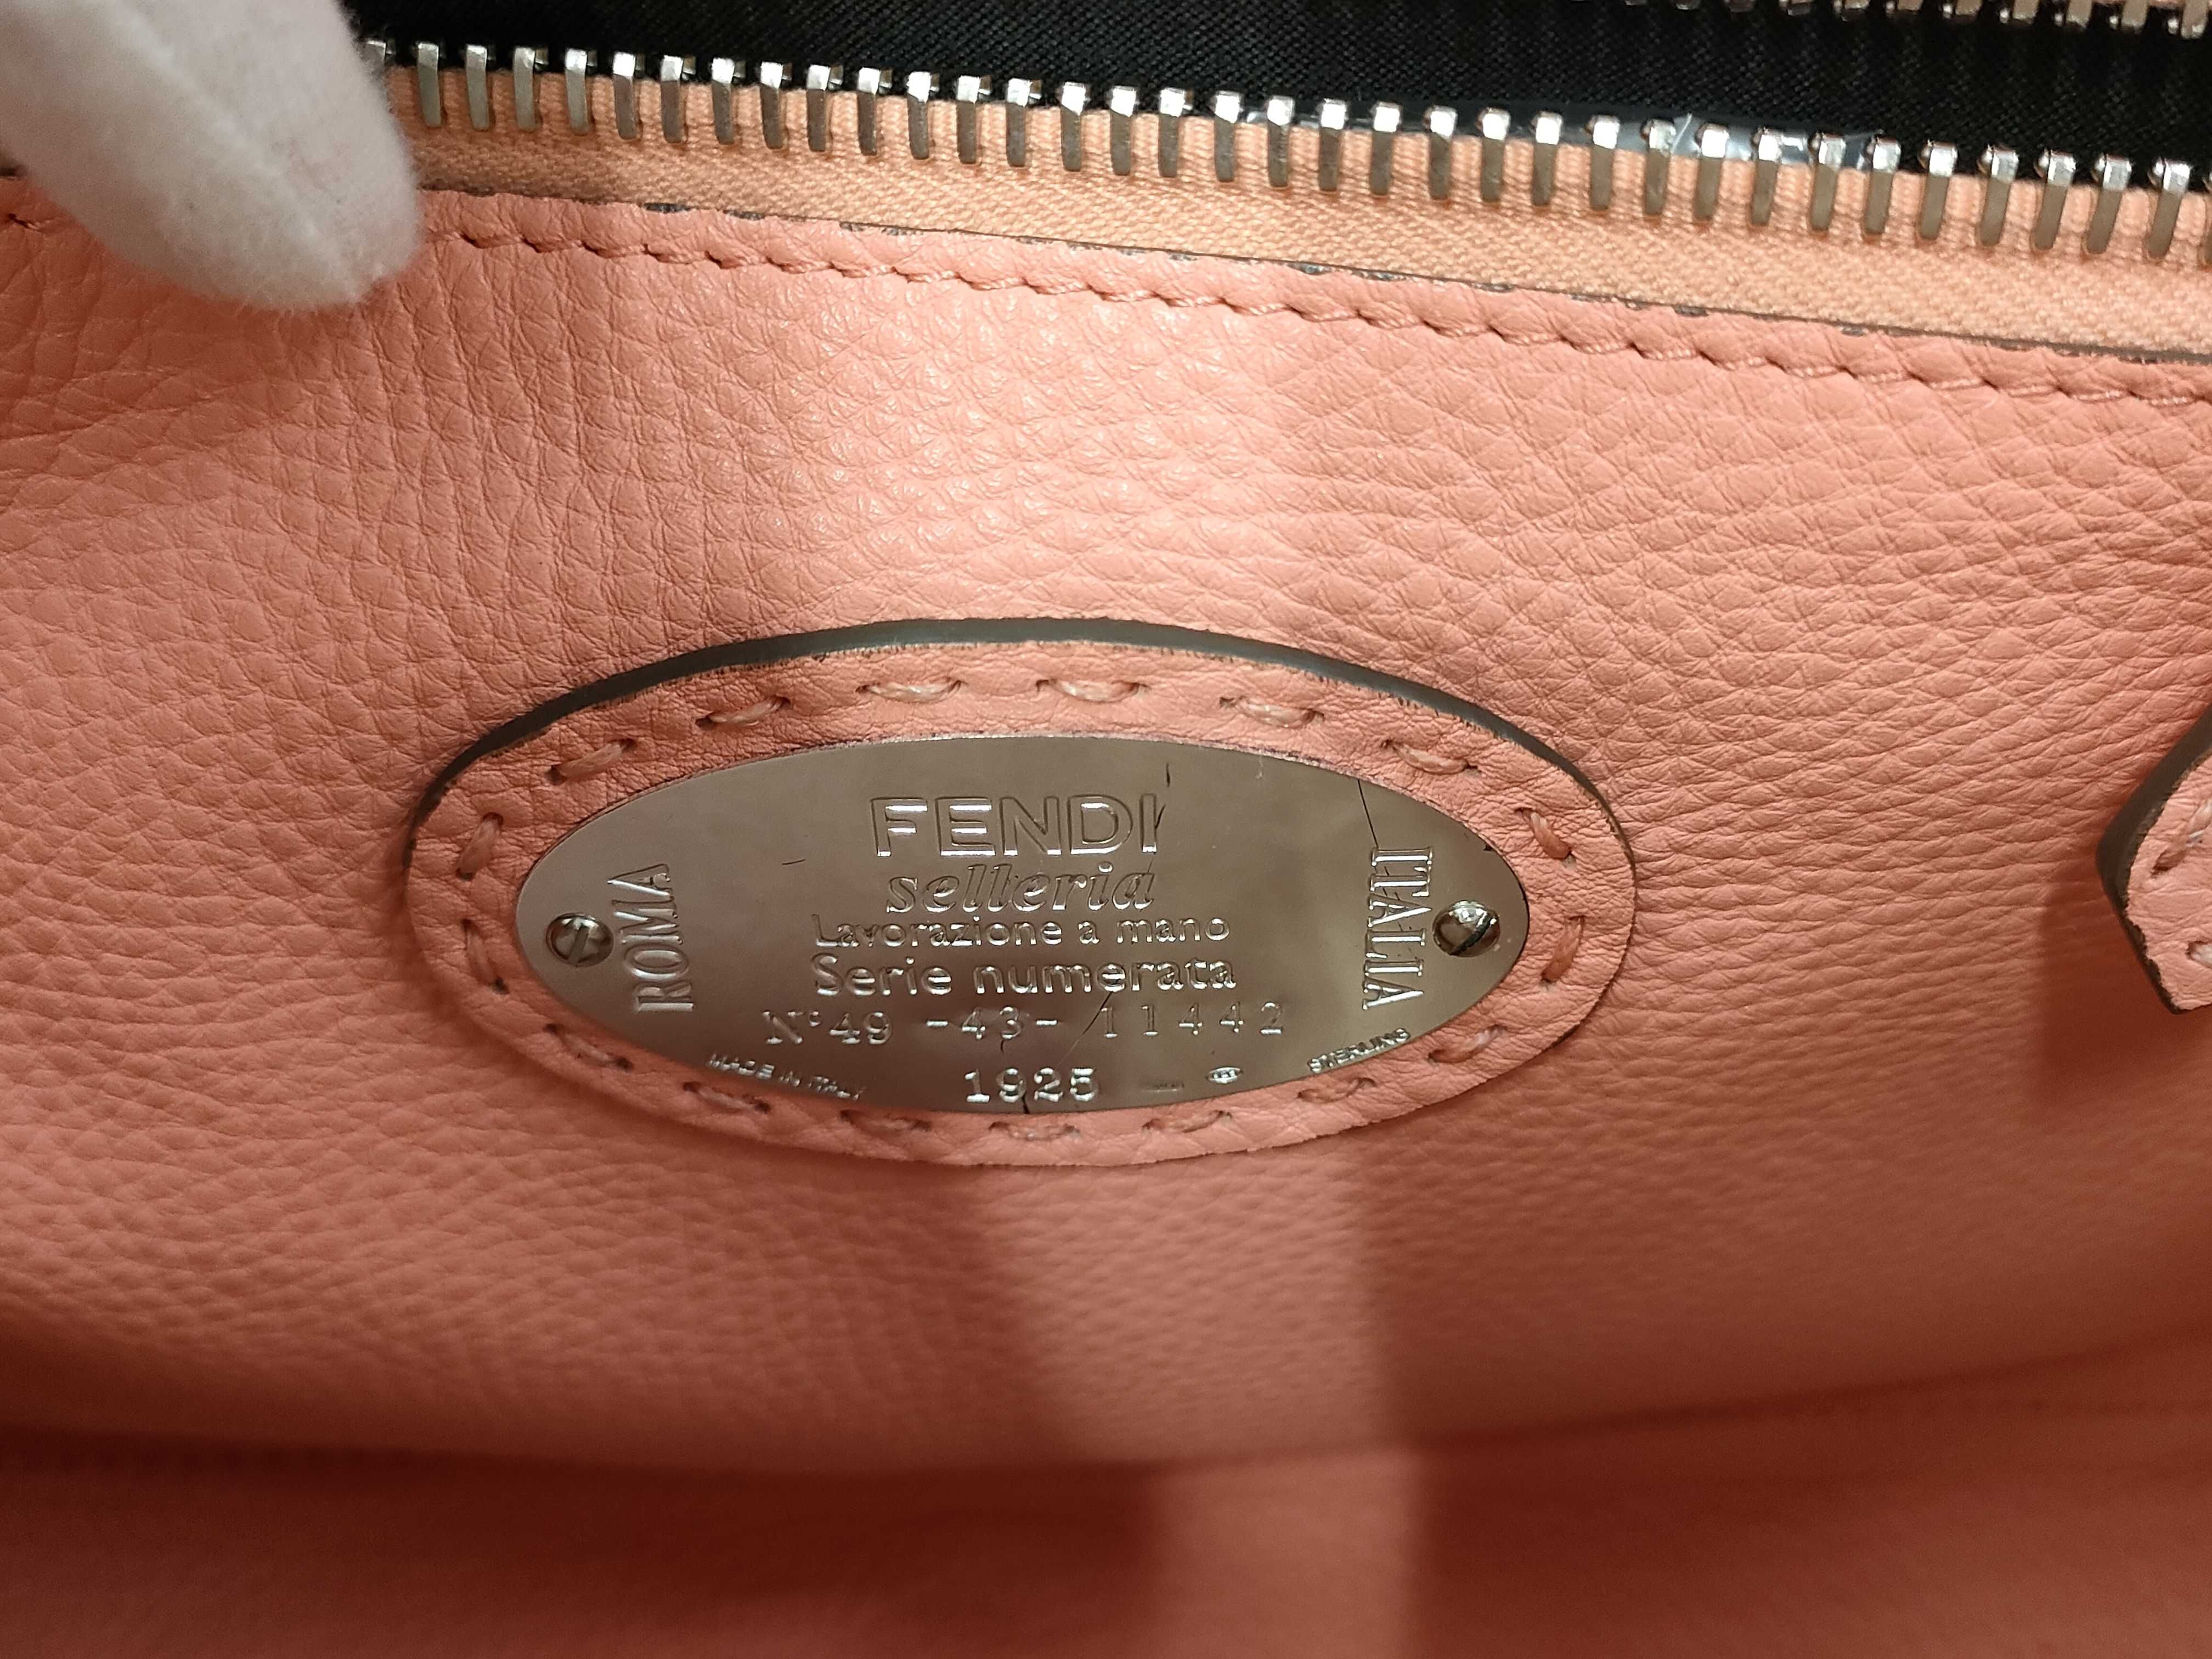 FENDI
selleria
Lavorazione a mano
Serie numerata
N° 49 -43- 11442
1925
ROMA
ITALIA
MADE IN ITALY
STERLING